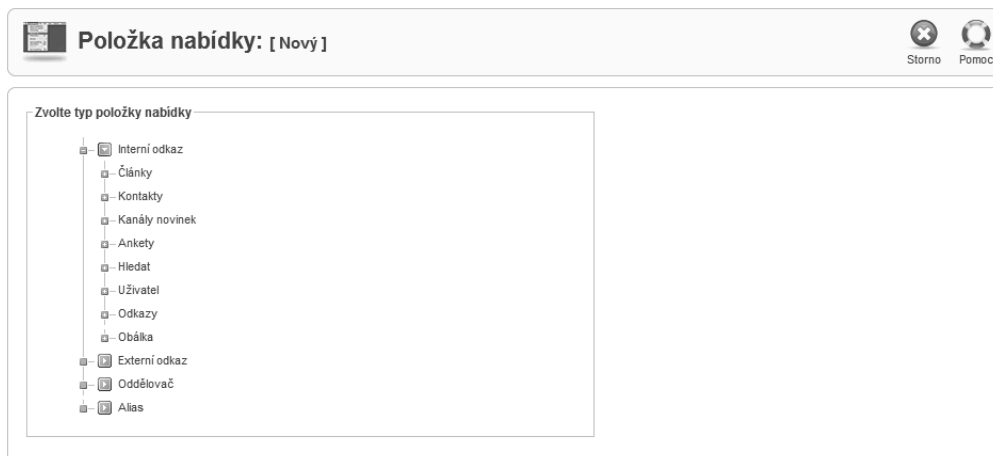 Položka nabídky: [ Nový ]
Storno
Pomoc
Zvolte typ položky nabídky
Interní odkaz
Články
Kontakty
Kanály novinek
Ankety
Hledat
Uživatel
Odkazy
Obálka
Externí odkaz
Oddělovač
Alias